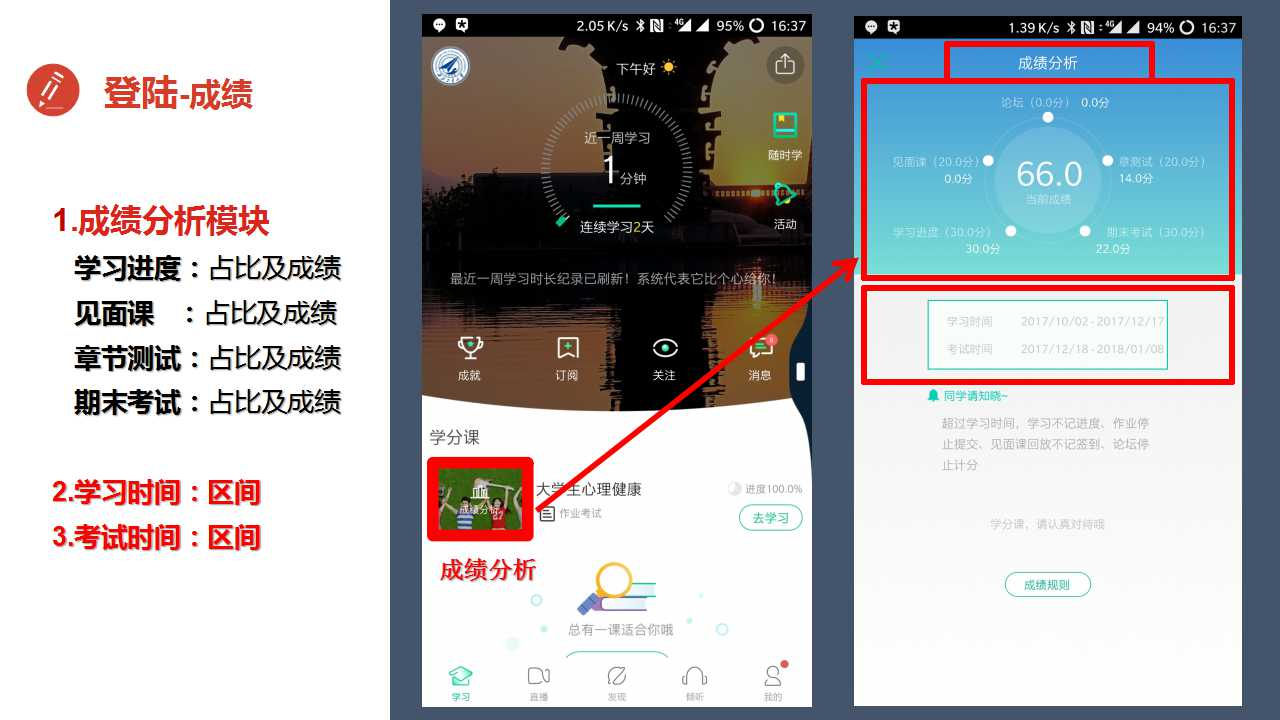 登陆-成绩
1.成绩分析模块
学习进度：占比及成绩
见面课　：占比及成绩
章节测试：占比及成绩
期末考试：占比及成绩
2.学习时间：区间
3.考试时间：区间
2.05 K/s 4G 95% 16:37
下午好
近一周学习
1分钟
连续学习2天
随时学
活动
最近一周学习时长纪录已刷新！系统代表它比个心给你！
成就
订阅
关注
消息
学分课
成绩分析
大学生心理健康
进度100.0%
作业考试
去学习
成绩分析
总有一课适合你哦
学习
直播
发现
倾听
我的
1.39 K/s 4G 94% 16:37
成绩分析
论坛（0.0分） 0.0分
见面课（20.0分）
0.0分
章测试（20.0分）
14.0分
66.0
当前成绩
学习进度（30.0分）
30.0分
期末考试（30.0分）
22.0分
学习时间 2017/10/02-2017/12/17
考试时间 2017/12/18-2018/01/08
同学请知晓~
超过学习时间，学习不记进度、作业停
止提交、见面课回放不记签到、论坛停
止计分
学分课，请认真对待哦
成绩规则